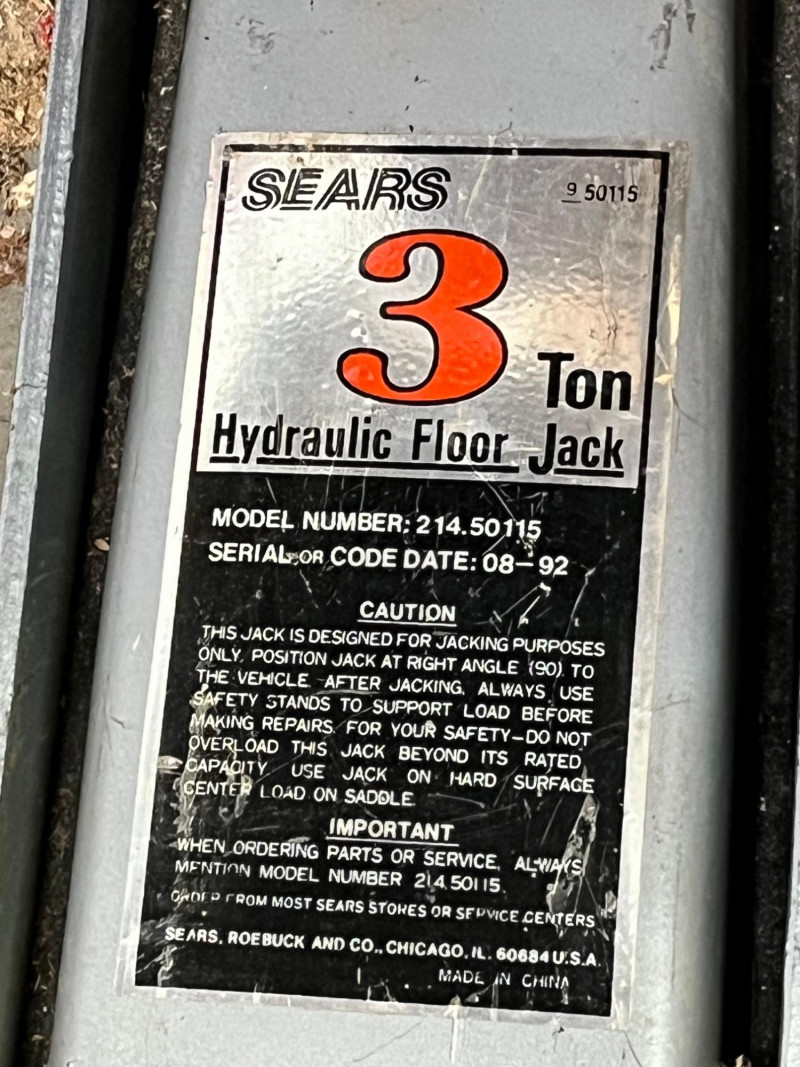 SEARS
9 50115
3
Ton
Hydraulic Floor Jack
MODEL NUMBER: 214.50115
SERIAL OR CODE DATE: 08-92
CAUTION
THIS JACK IS DESIGNED FOR JACKING PURPOSES
ONLY. POSITION JACK AT RIGHT ANGLE (90) TO
THE VEHICLE. AFTER JACKING, ALWAYS USE
SAFETY STANDS TO SUPPORT LOAD BEFORE
MAKING REPAIRS. FOR YOUR SAFETY-DO NOT
OVERLOAD THIS JACK BEYOND ITS RATED
CAPACITY USE JACK ON HARD SURFACE
CENTER LOAD ON SADDLE.
IMPORTANT
WHEN ORDERING PARTS OR SERVICE, ALWAYS
MENTION MODEL NUMBER 214.50115.
ORDER FROM MOST SEARS STORES OR SERVICE CENTERS
SEARS, ROEBUCK AND CO., CHICAGO, IL. 60684 U.S.A.
MADE IN CHINA